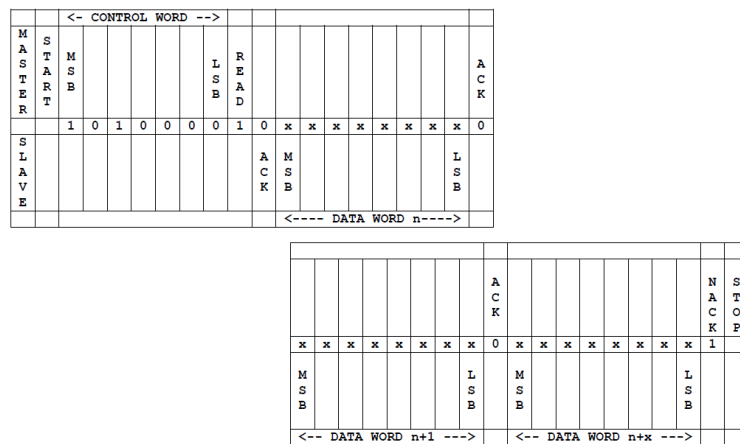 <- CONTROL WORD -->
MASTER START MSB LSB READ ACK
1 0 1 0 0 0 0 1 0 x x x x x x x x 0
SLAVE ACK MSB LSB
<---- DATA WORD n---->
ACK NACK STOP
x x x x x x x x 0 x x x x x x x x 1
MSB LSB MSB LSB
<-- DATA WORD n+1 ---> <-- DATA WORD n+x --->